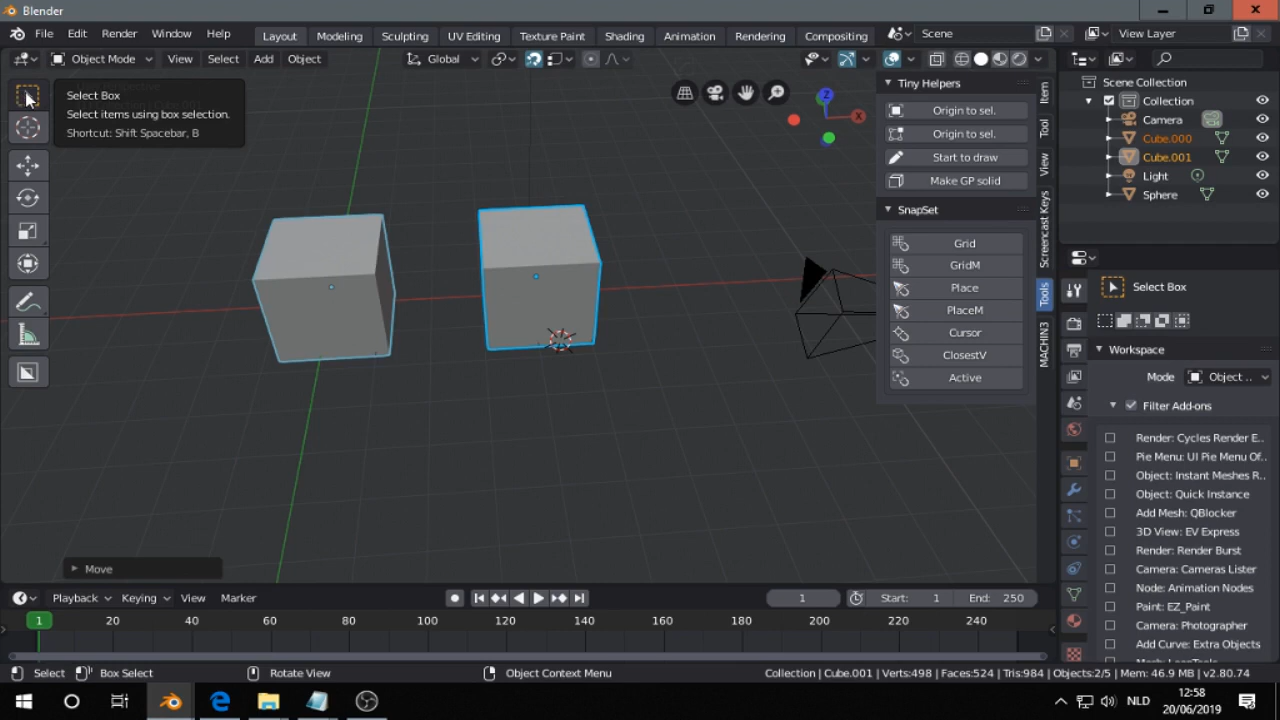 Blender
File Edit Render Window Help
Layout Modeling Sculpting UV Editing Texture Paint Shading Animation Rendering Compositing
Scene
View Layer
Object Mode View Select Add Object
Global
Select Box
Select items using box selection.
Shortcut: Shift Spacebar, B
X
Z
Tiny Helpers
Origin to sel.
Origin to sel.
Start to draw
Make GP solid
SnapSet
Grid
GridM
Place
PlaceM
Cursor
ClosestV
Active
Item
Tool
View
Screencast Keys
Tools
MACHIN3
Scene Collection
Collection
Camera
Cube.000
Cube.001
Light
Sphere
Select Box
Workspace
Mode Object ..
Filter Add-ons
Render: Cycles Render E..
Pie Menu: UI Pie Menu Of..
Object: Instant Meshes R..
Object: Quick Instance
Add Mesh: QBlocker
3D View: EV Express
Render: Render Burst
Camera: Cameras Lister
Node: Animation Nodes
Paint: EZ_Paint
Camera: Photographer
Add Curve: Extra Objects
Move
Playback Keying View Marker
1
Start: 1 End: 250
1 20 40 60 80 100 120 140 160 180 200 220 240
Select Box Select Rotate View Object Context Menu
Collection | Cube.001 | Verts:498 | Faces:524 | Tris:984 | Objects:2/5 | Mem: 46.9 MB | v2.80.74
NLD
12:58
20/06/2019